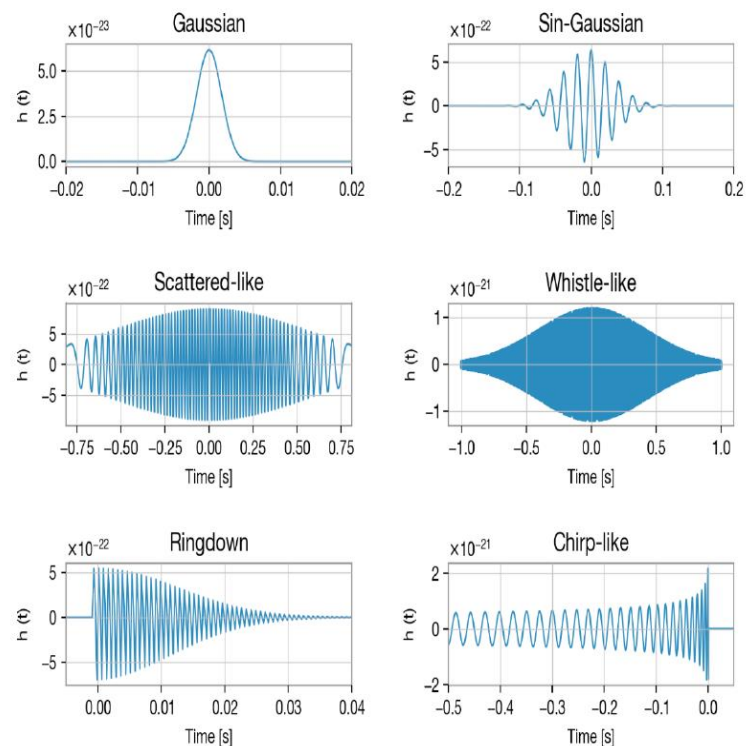 Gaussian
×10⁻²³
5.0
2.5
0.0
h (t)
−0.02 −0.01 0.00 0.01 0.02
Time [s]
Sin-Gaussian
×10⁻²²
5
0
−5
h (t)
−0.2 −0.1 0.0 0.1 0.2
Time [s]
Scattered-like
×10⁻²²
5
0
−5
h (t)
−0.75 −0.50 −0.25 0.00 0.25 0.50 0.75
Time [s]
Whistle-like
×10⁻²¹
1
0
−1
h (t)
−1.0 −0.5 0.0 0.5 1.0
Time [s]
Ringdown
×10⁻²²
5
0
−5
h (t)
0.00 0.01 0.02 0.03 0.04
Time [s]
Chirp-like
×10⁻²¹
2
0
−2
h (t)
−0.5 −0.4 −0.3 −0.2 −0.1 0.0
Time [s]